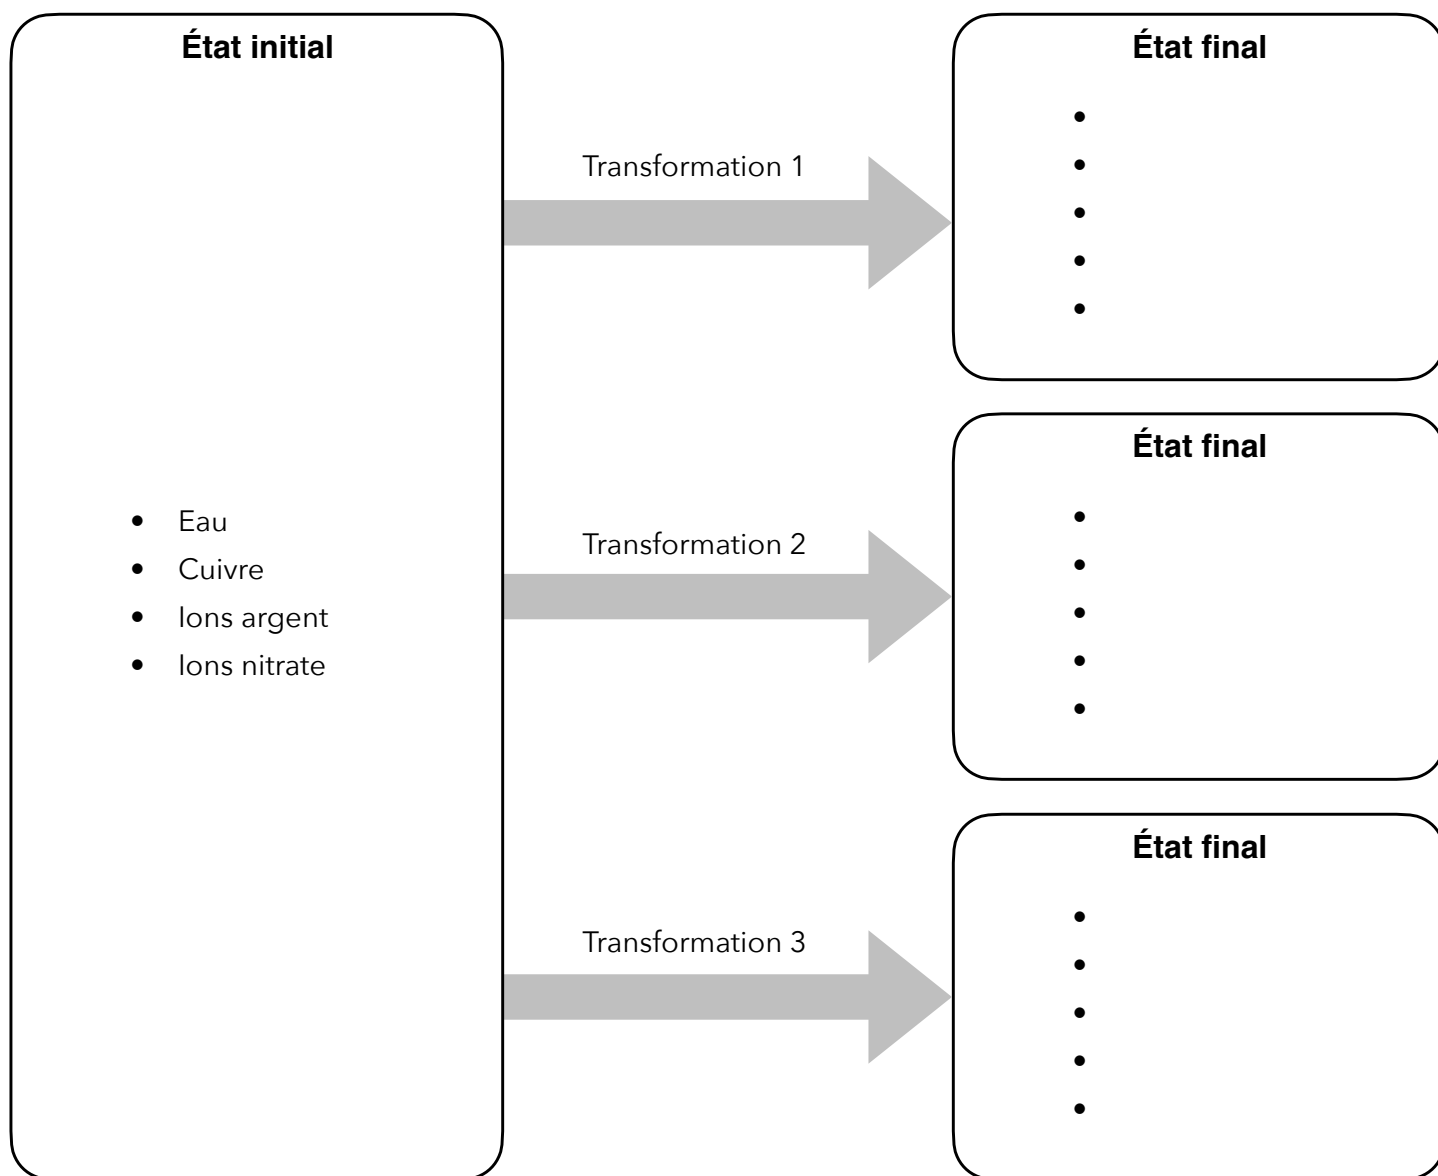 État initial
• Eau
• Cuivre
• Ions argent
• Ions nitrate
Transformation 1
État final
•
•
•
•
•
Transformation 2
État final
•
•
•
•
•
Transformation 3
État final
•
•
•
•
•